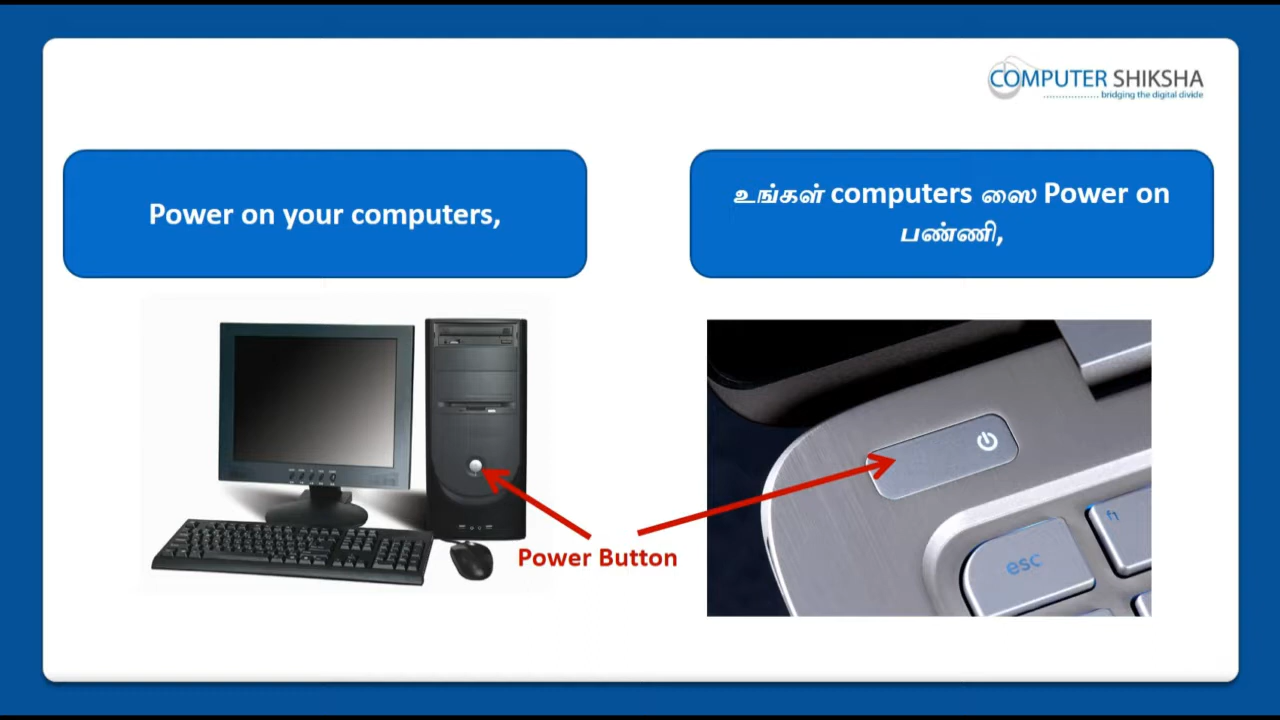 COMPUTER SHIKSHA
bridging the digital divide
Power on your computers,
உங்கள் computers ஸை Power on
பண்ணி,
Power Button
esc
f1